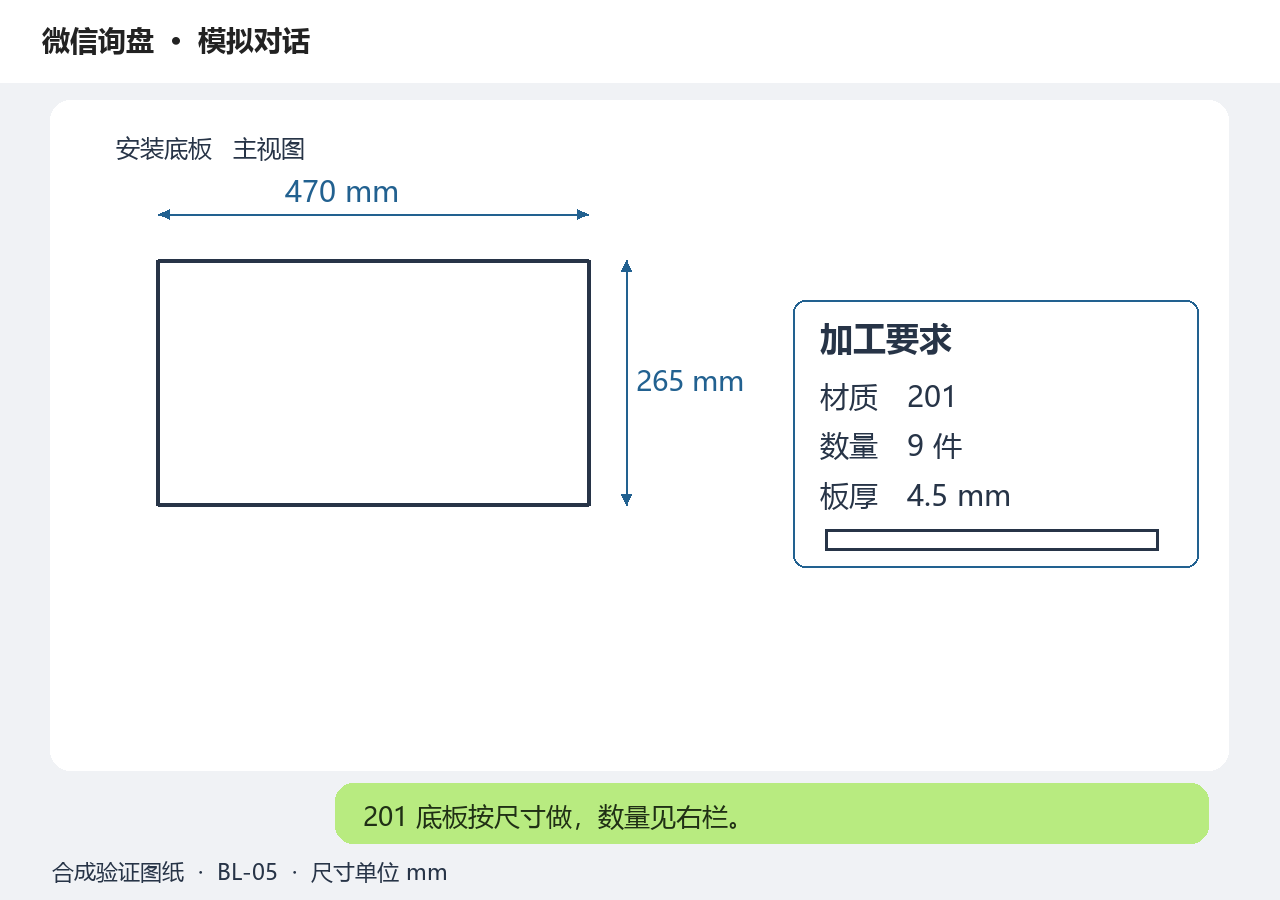 微信询盘 · 模拟对话
安装底板 主视图
470 mm
265 mm
加工要求
材质 201
数量 9 件
板厚 4.5 mm
201 底板按尺寸做，数量见右栏。
合成验证图纸 · BL-05 · 尺寸单位 mm